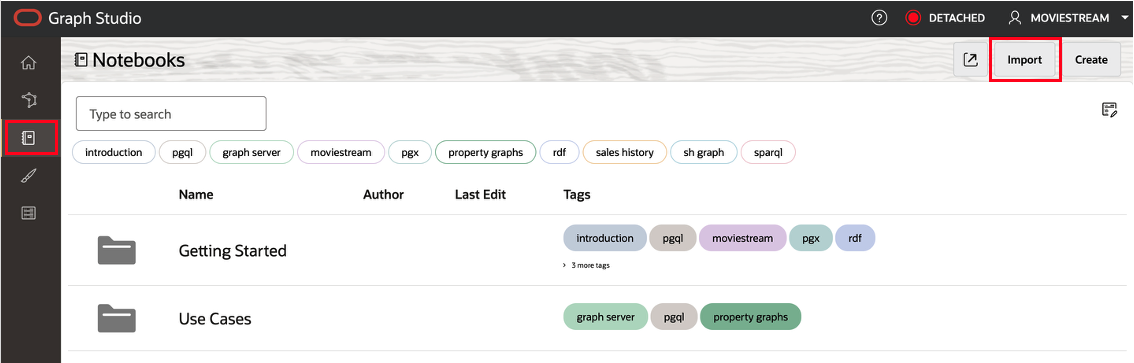 Graph Studio
? DETACHED MOVIESTREAM
Notebooks
Import
Create
Type to search
introduction pgql graph server moviestream pgx property graphs rdf sales history sh graph sparql
Name Author Last Edit Tags
Getting Started introduction pgql moviestream pgx rdf
> 3 more tags
Use Cases graph server pgql property graphs